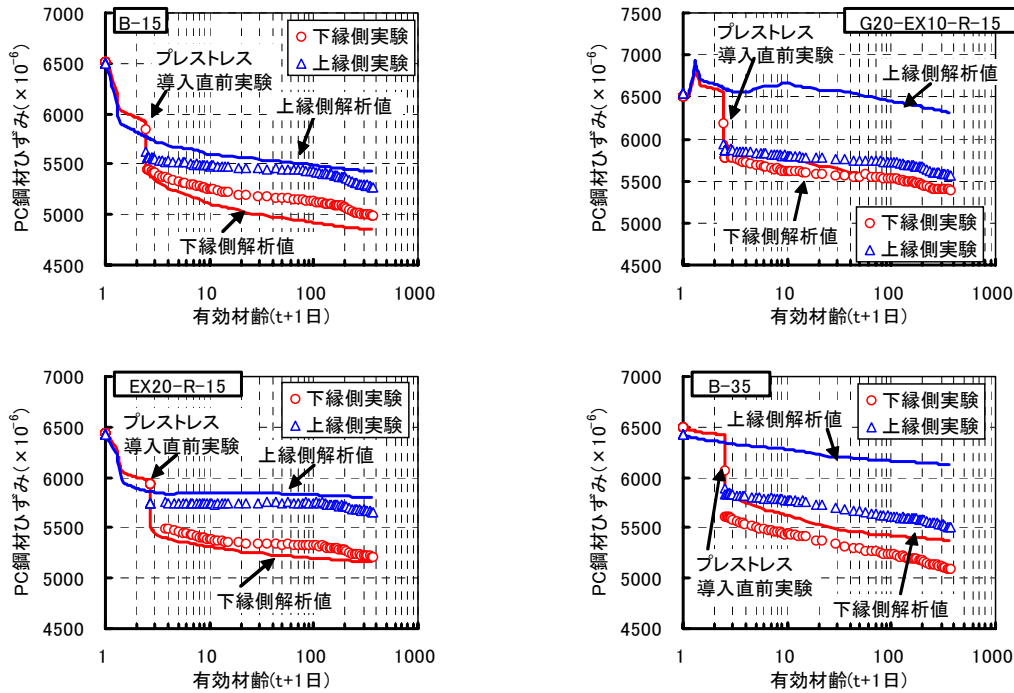 B-15
7000
6500
6000
5500
5000
4500
PC鋼材ひずみ(×10⁻⁶)
プレストレス
導入直前実験
下縁側実験
上縁側実験
上縁側解析値
下縁側解析値
1
10
100
1000
有効材齢(t+1日)
G20-EX10-R-15
7500
7000
6500
6000
5500
5000
4500
PC鋼材ひずみ(×10⁻⁶)
プレストレス
導入直前実験
上縁側解析値
下縁側解析値
下縁側実験
上縁側実験
1
10
100
1000
有効材齢(t+1日)
EX20-R-15
7000
6500
6000
5500
5000
4500
PC鋼材ひずみ(×10⁻⁶)
プレストレス
導入直前実験
下縁側実験
上縁側実験
上縁側解析値
下縁側解析値
1
10
100
1000
有効材齢(t+1日)
B-35
7000
6500
6000
5500
5000
4500
PC鋼材ひずみ(×10⁻⁶)
下縁側実験
上縁側実験
上縁側解析値
プレストレス
導入直前実験
下縁側解析値
1
10
100
1000
有効材齢(t+1日)